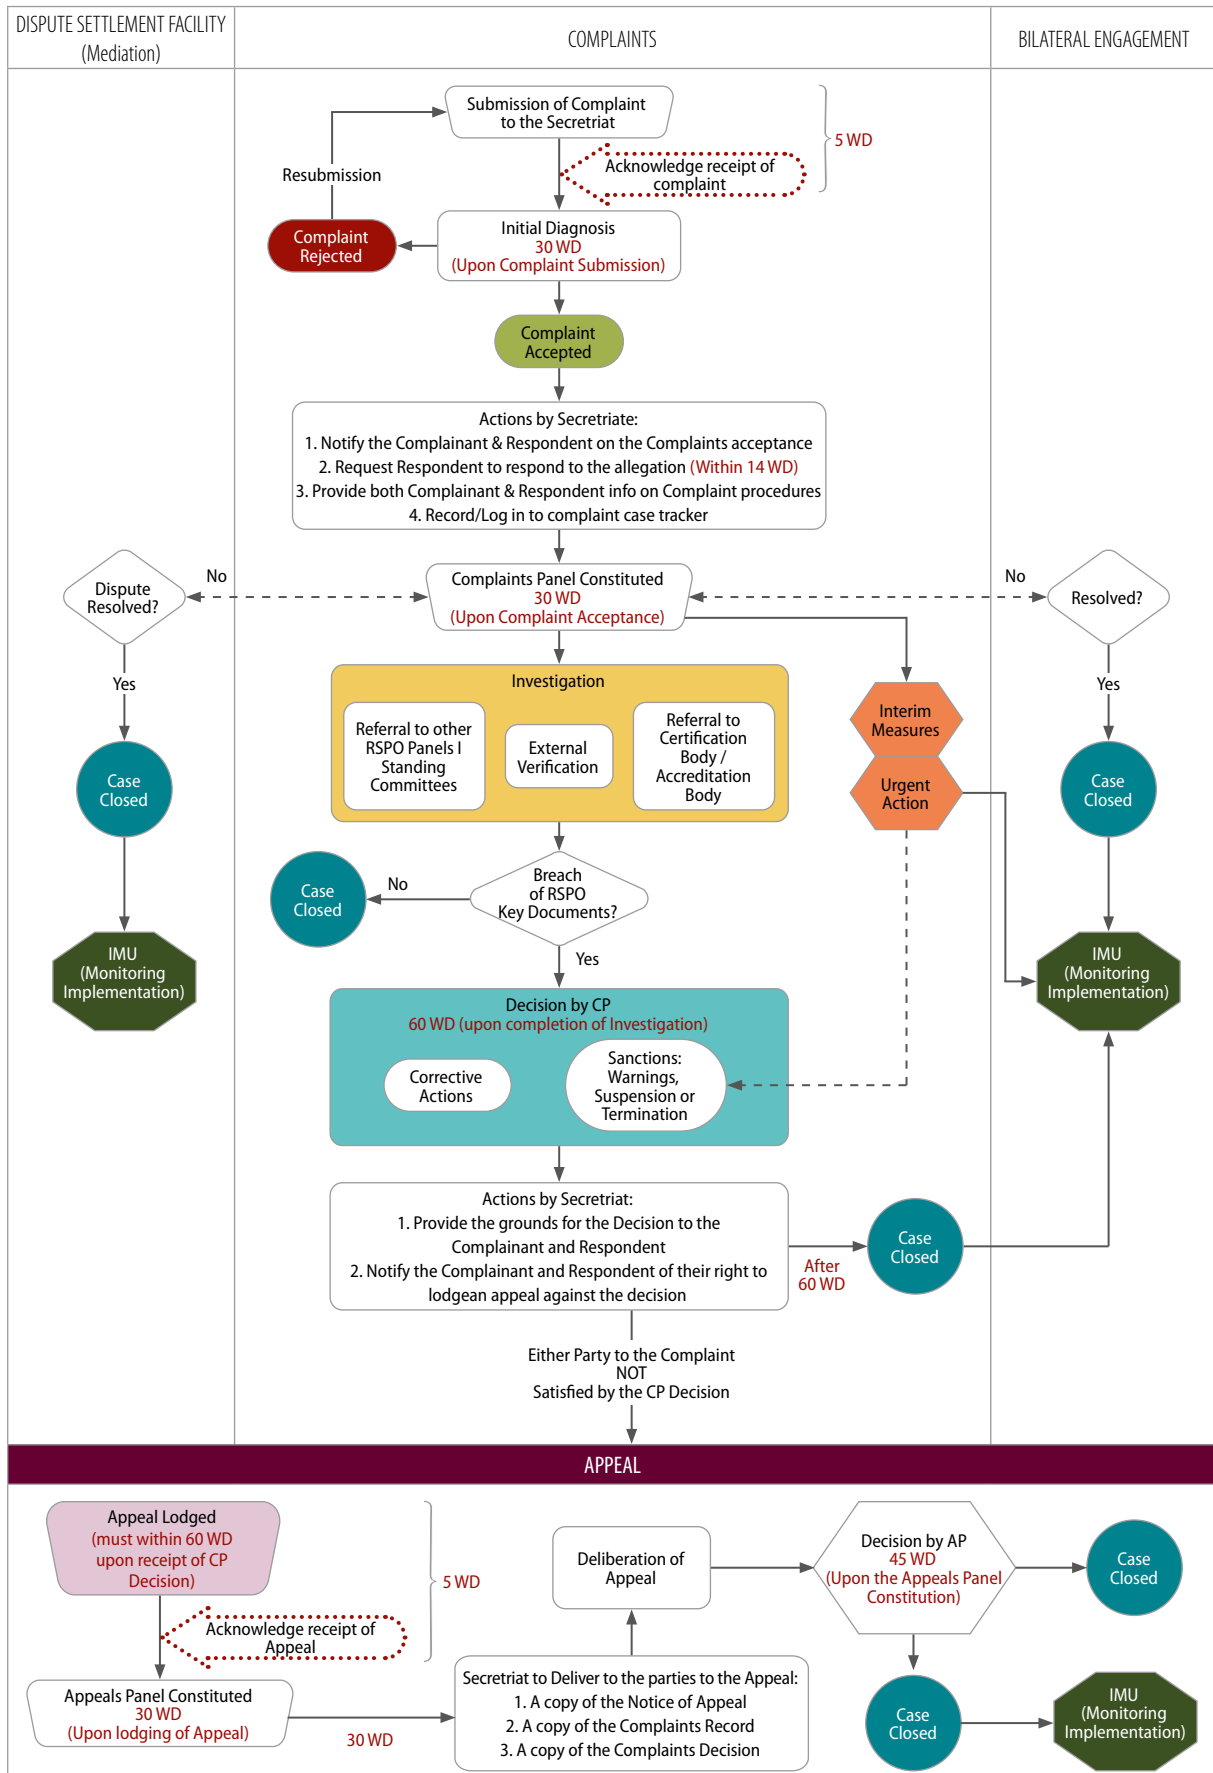 DISPUTE SETTLEMENT FACILITY
(Mediation)
COMPLAINTS
BILATERAL ENGAGEMENT
Submission of Complaint
to the Secretriat
5 WD
Acknowledge receipt of
complaint
Resubmission
Initial Diagnosis
30 WD
(Upon Complaint Submission)
Complaint
Rejected
Complaint
Accepted
Actions by Secretriate:
1. Notify the Complainant & Respondent on the Complaints acceptance
2. Request Respondent to respond to the allegation (Within 14 WD)
3. Provide both Complainant & Respondent info on Complaint procedures
4. Record/Log in to complaint case tracker
Dispute
Resolved?
No
Complaints Panel Constituted
30 WD
(Upon Complaint Acceptance)
No
Resolved?
Yes
Case
Closed
IMU
(Monitoring
Implementation)
Investigation
Referral to other
RSPO Panels I
Standing
Committees
External
Verification
Referral to
Certification
Body /
Accreditation
Body
Interim
Measures
Urgent
Action
Yes
Case
Closed
IMU
(Monitoring
Implementation)
Breach
of RSPO
Key Documents?
No
Case
Closed
Yes
Decision by CP
60 WD (upon completion of Investigation)
Corrective
Actions
Sanctions:
Warnings,
Suspension or
Termination
Actions by Secretriat:
1. Provide the grounds for the Decision to the
Complainant and Respondent
2. Notify the Complainant and Respondent of their right to
lodgean appeal against the decision
After
60 WD
Case
Closed
Either Party to the Complaint
NOT
Satisfied by the CP Decision
APPEAL
Appeal Lodged
(must within 60 WD
upon receipt of CP
Decision)
5 WD
Acknowledge receipt of
Appeal
Appeals Panel Constituted
30 WD
(Upon lodging of Appeal)
30 WD
Secretriat to Deliver to the parties to the Appeal:
1. A copy of the Notice of Appeal
2. A copy of the Complaints Record
3. A copy of the Complaints Decision
Deliberation of
Appeal
Decision by AP
45 WD
(Upon the Appeals Panel
Constitution)
Case
Closed
Case
Closed
IMU
(Monitoring
Implementation)